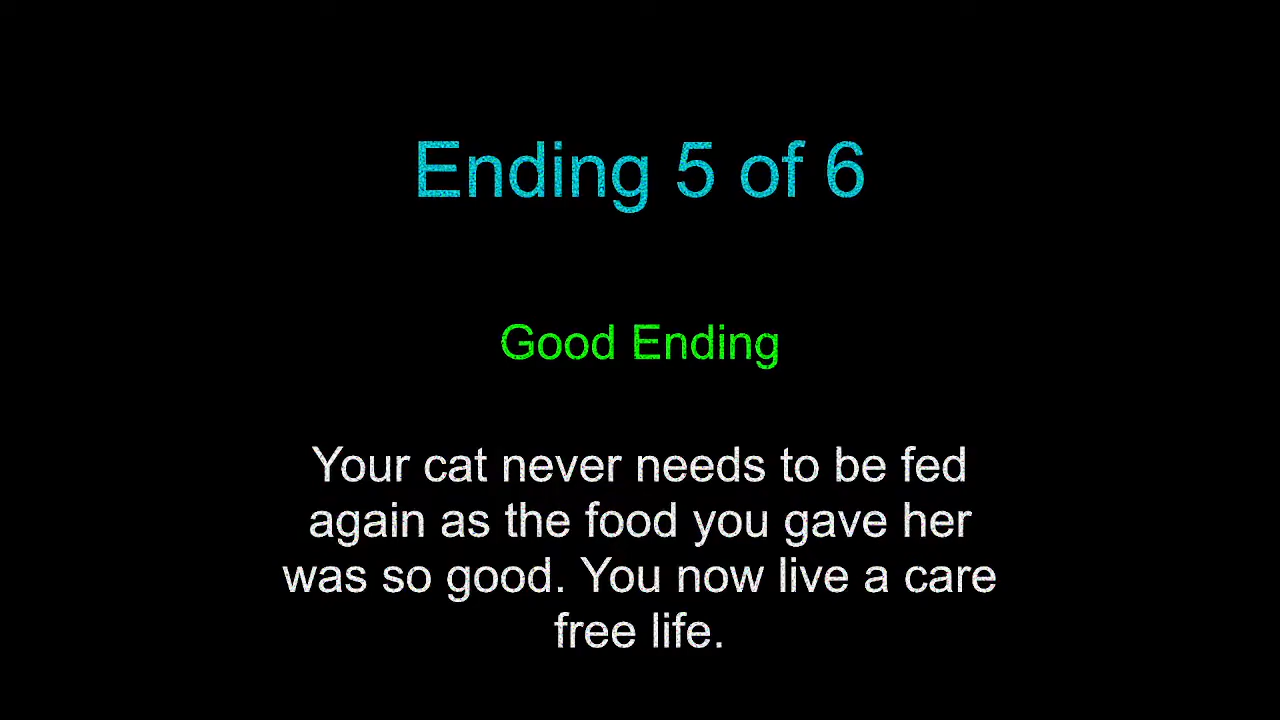 Ending 5 of 6
Good Ending
Your cat never needs to be fed
again as the food you gave her
was so good. You now live a care
free life.